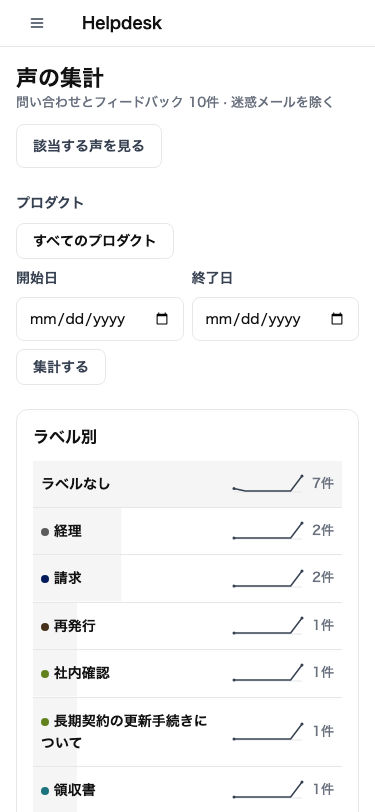 Helpdesk
声の集計
問い合わせとフィードバック 10件 · 迷惑メールを除く
該当する声を見る
プロダクト
すべてのプロダクト
開始日 終了日
mm/dd/yyyy mm/dd/yyyy
集計する
ラベル別
ラベルなし 7件
経理 2件
請求 2件
再発行 1件
社内確認 1件
長期契約の更新手続きに
ついて 1件
領収書 1件